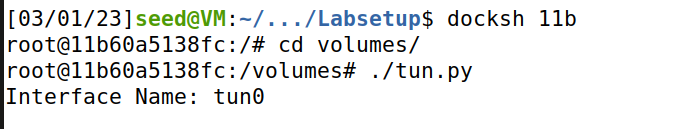 [03/01/23]seed@VM:~/.../Labsetup$ docksh 11b
root@11b60a5138fc:/# cd volumes/
root@11b60a5138fc:/volumes# ./tun.py
Interface Name: tun0